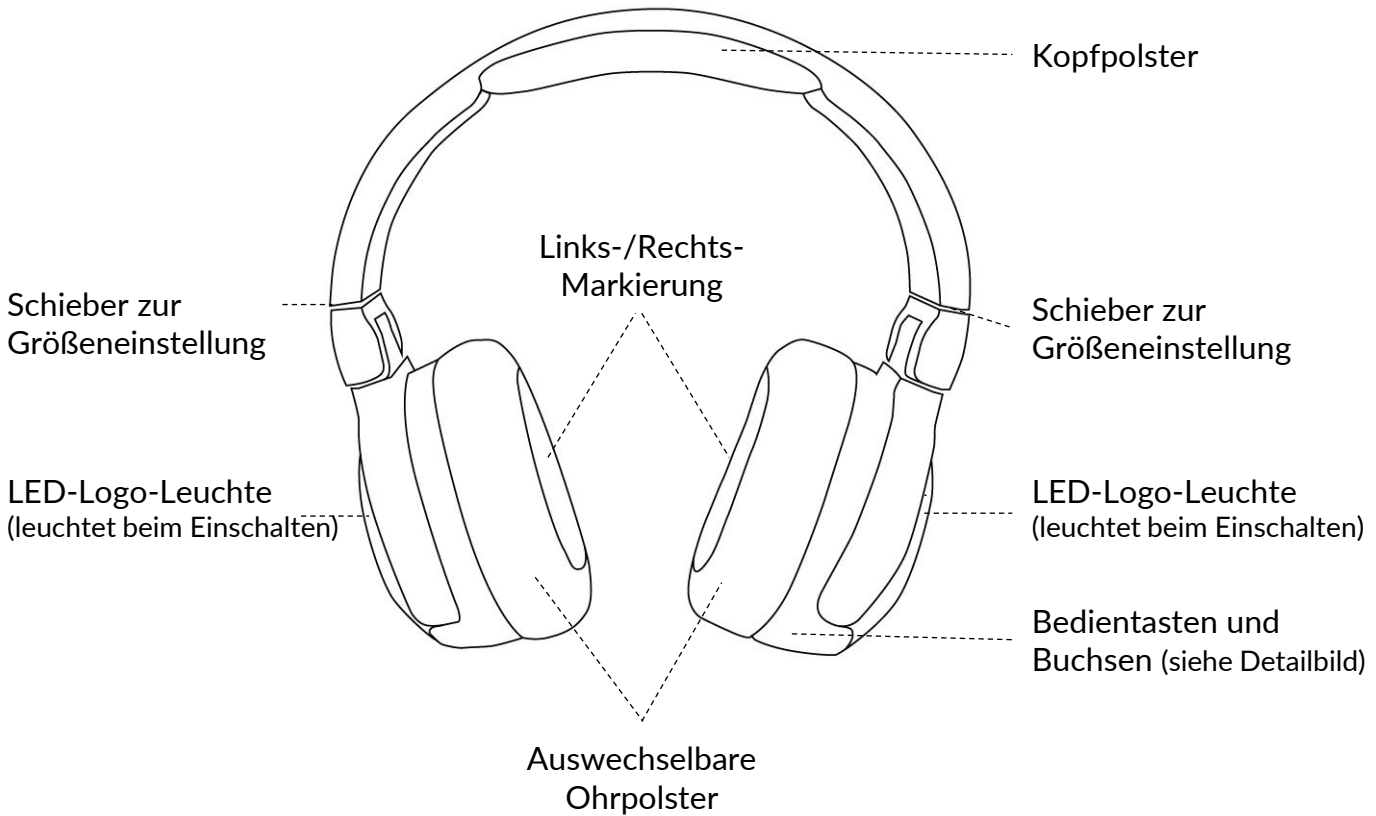 Kopfpolster
Links-/Rechts-
Markierung
Schieber zur
Größeneinstellung
Schieber zur
Größeneinstellung
LED-Logo-Leuchte
(leuchtet beim Einschalten)
LED-Logo-Leuchte
(leuchtet beim Einschalten)
Bedientasten und
Buchsen (siehe Detailbild)
Auswechselbare
Ohrpolster